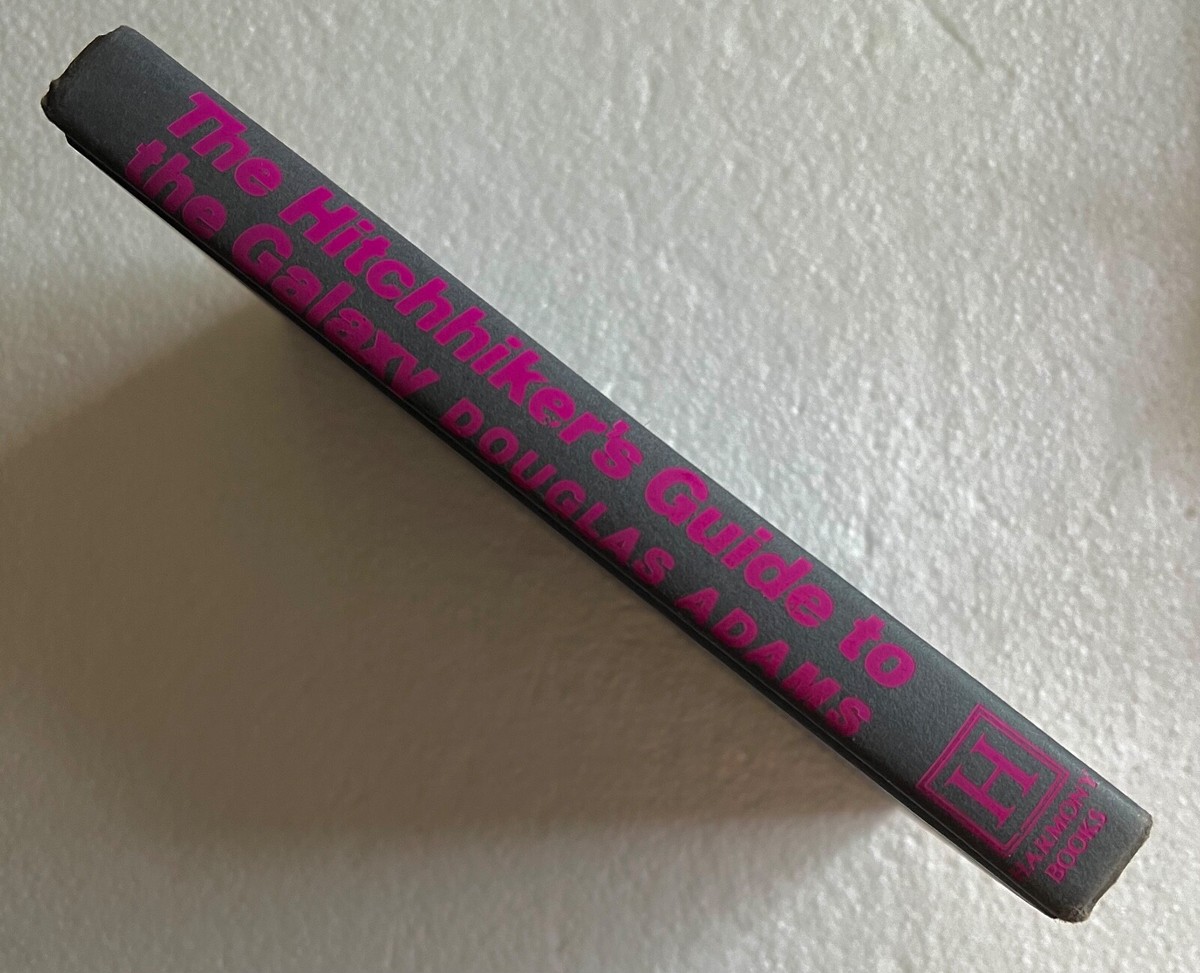 The Hitchhiker's Guide to
the Galaxy DOUGLAS ADAMS
H
HARMONY
BOOKS